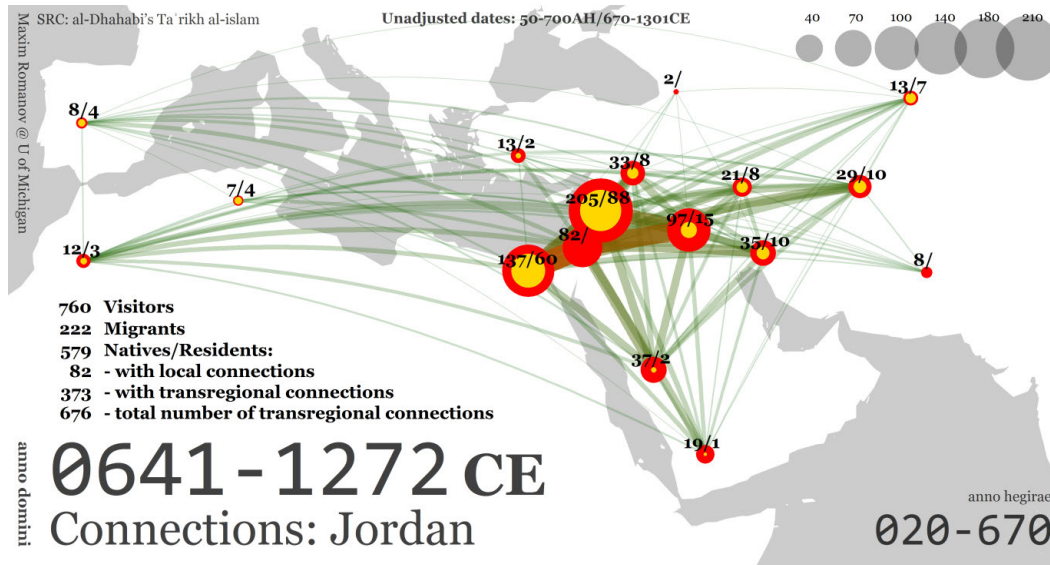 SRC: al-Dhahabi's Taʾrikh al-islam
Unadjusted dates: 50-700AH/670-1301CE
40 70 100 140 180 210
Maxim Romanov @ U of Michigan
2/
13/7
8/4
13/2
33/8
21/8
29/10
7/4
205/88
97/15
82/
35/10
12/3
137/60
8/
760 Visitors
222 Migrants
579 Natives/Residents:
82 - with local connections
373 - with transregional connections
676 - total number of transregional connections
37/2
19/1
anno domini
0641-1272 CE
Connections: Jordan
anno hegirae
020-670